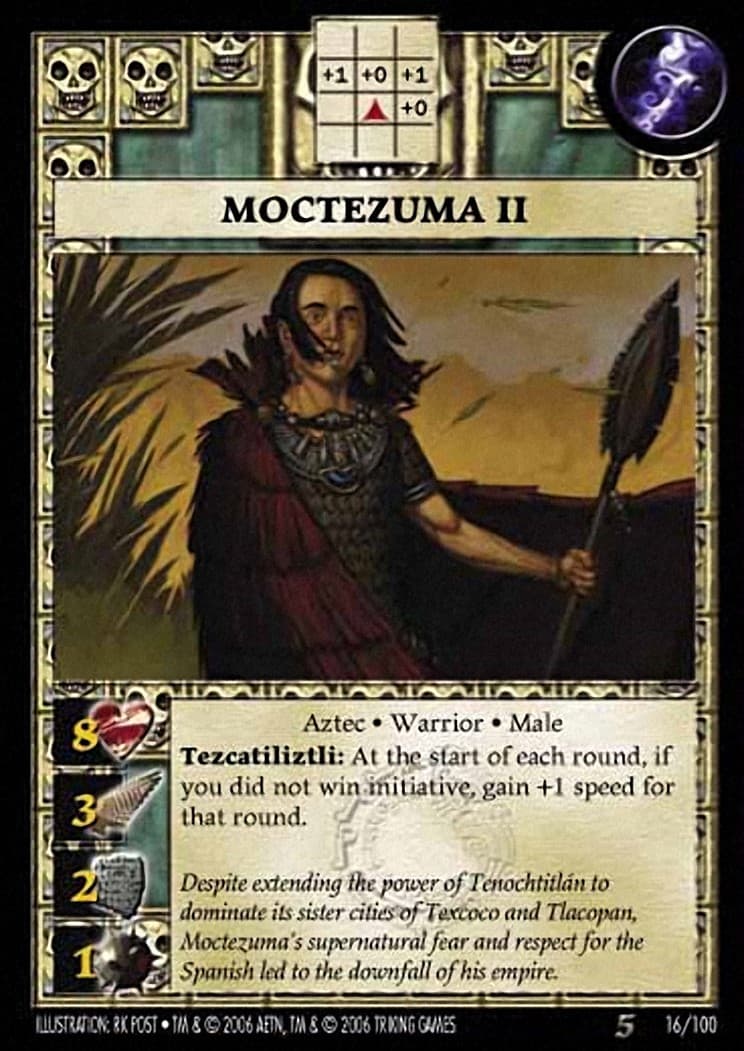 +1 +0 +1
+0
MOCTEZUMA II
8
3
2
1
Aztec • Warrior • Male
Tezcatiliztli: At the start of each round, if
you did not win initiative, gain +1 speed for
that round.
Despite extending the power of Tenochtitlán to
dominate its sister cities of Texcoco and Tlacopan,
Moctezuma's supernatural fear and respect for the
Spanish led to the downfall of his empire.
ILLUSTRATION: RK POST • TM & © 2006 AETN, TM & © 2006 TRIKING GAMES
5 16/100